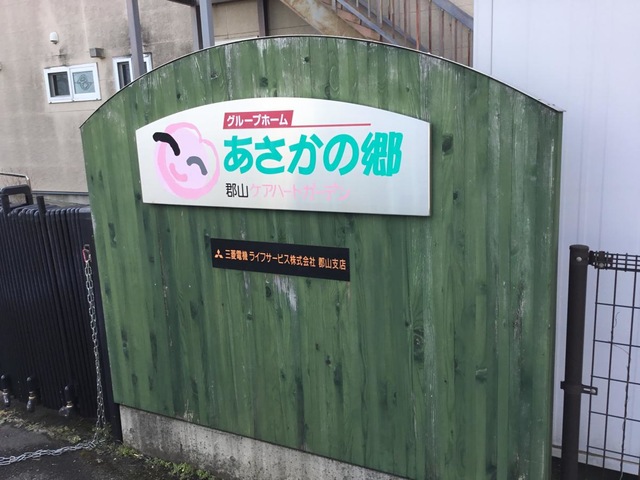 グループホーム
あさかの郷
郡山ケアハートガーデン
三菱電機 ライフサービス株式会社 郡山支店